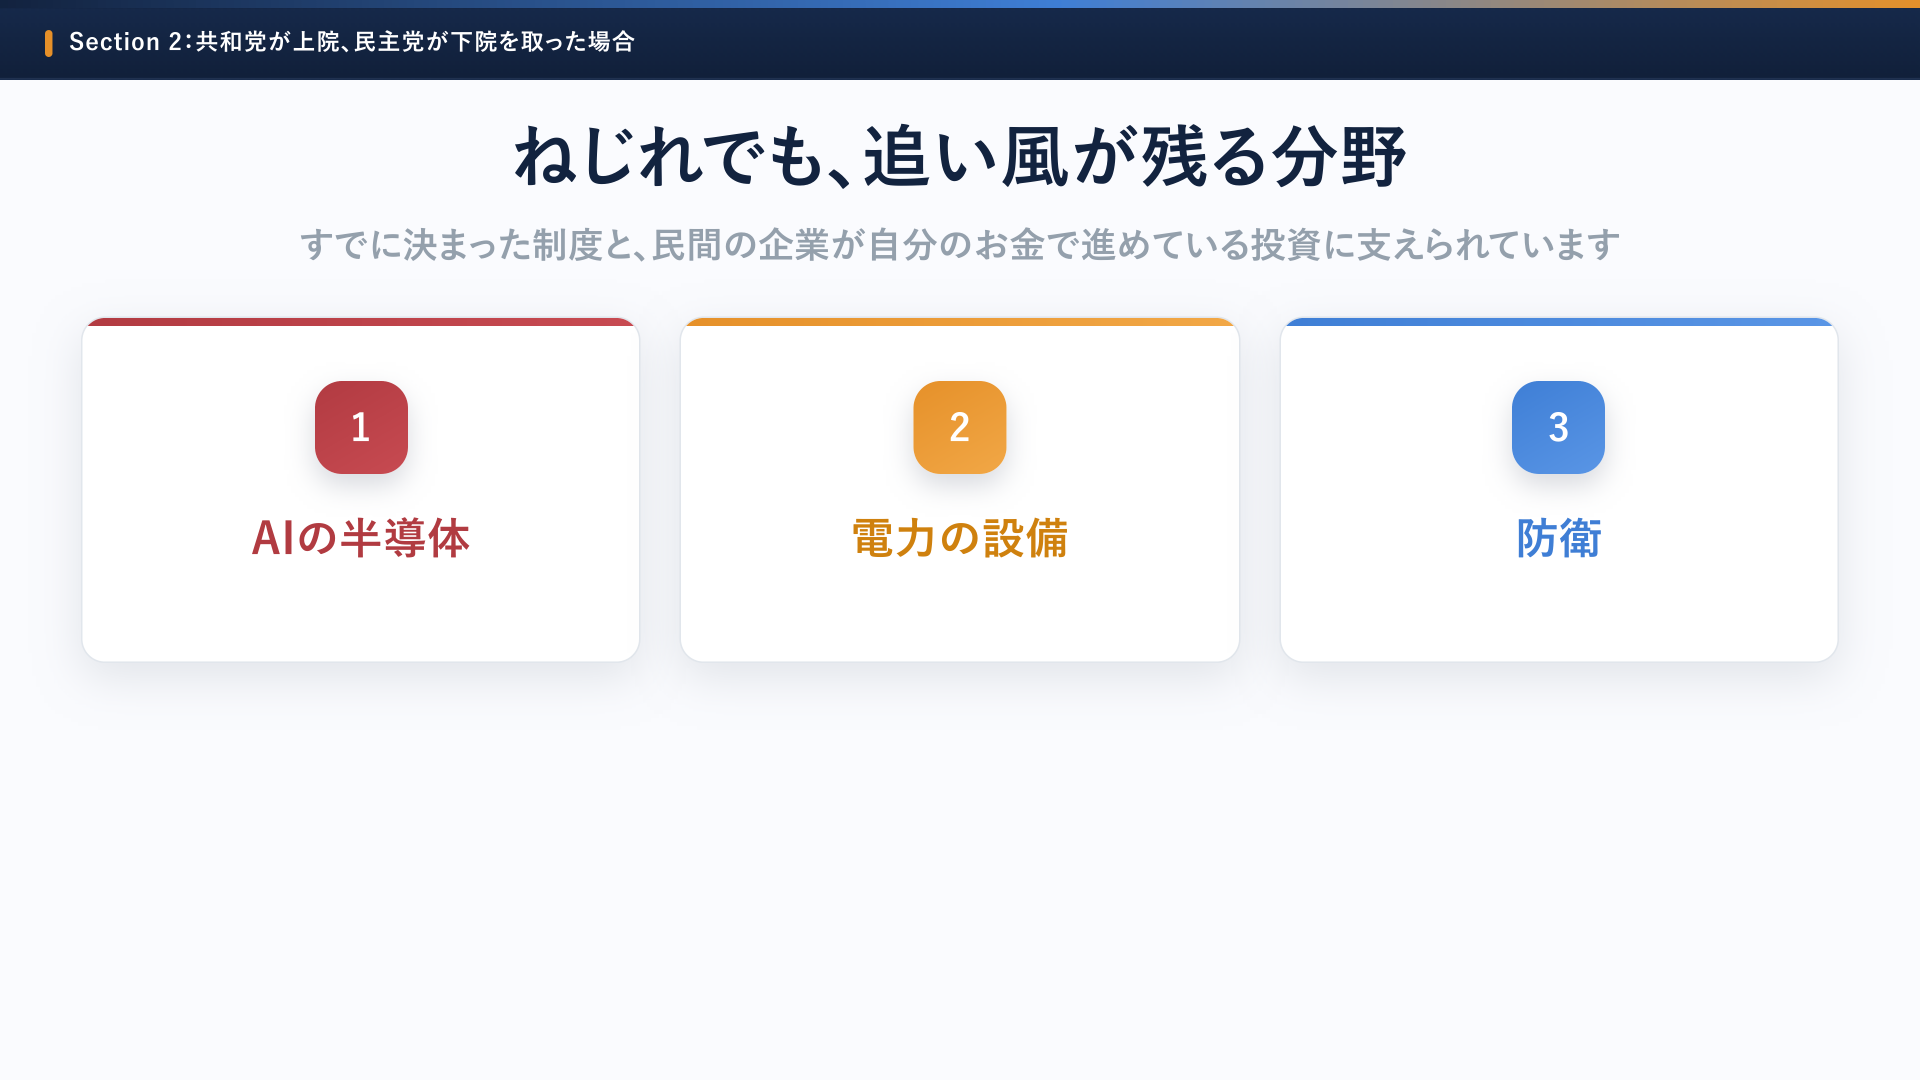 Section 2：共和党が上院、民主党が下院を取った場合
ねじれでも、追い風が残る分野
すでに決まった制度と、民間の企業が自分のお金で進めている投資に支えられています
1
AIの半導体
2
電力の設備
3
防衛